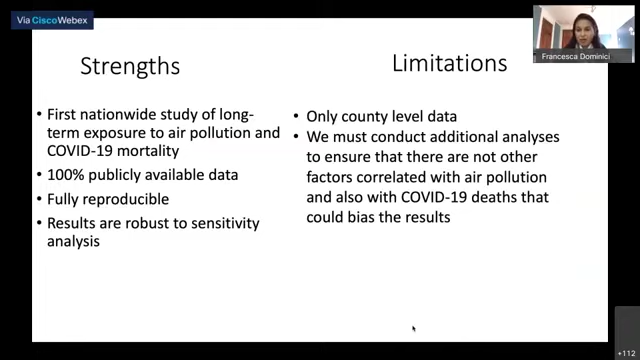 Via CiscoWebex
Francesca Dominici
Strengths
• First nationwide study of long-
term exposure to air pollution and
COVID-19 mortality
• 100% publicly available data
• Fully reproducible
• Results are robust to sensitivity
analysis
Limitations
• Only county level data
• We must conduct additional analyses
to ensure that there are not other
factors correlated with air pollution
and also with COVID-19 deaths that
could bias the results
+112